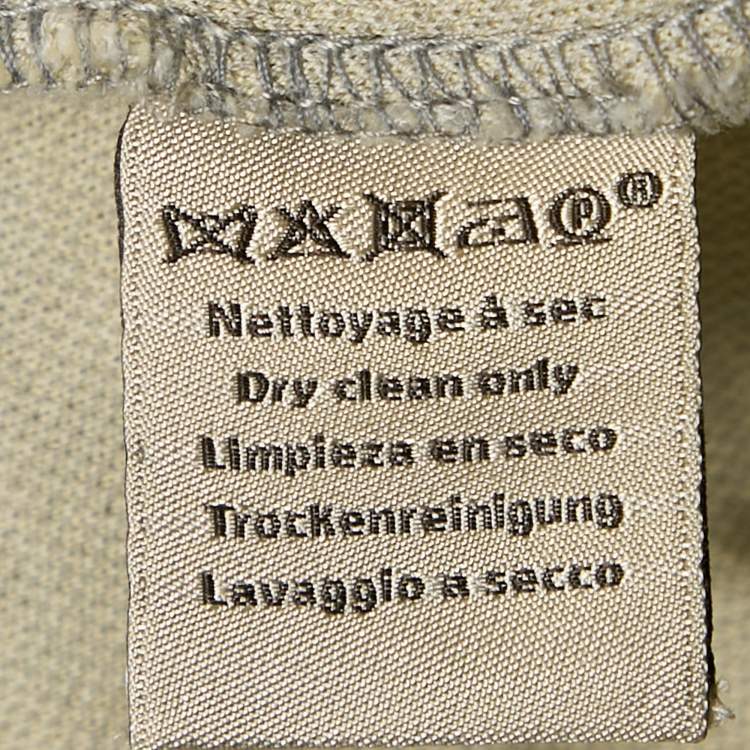 P ®
Nettoyage à sec
Dry clean only
Limpieza en seco
Trockenreinigung
Lavaggio a secco